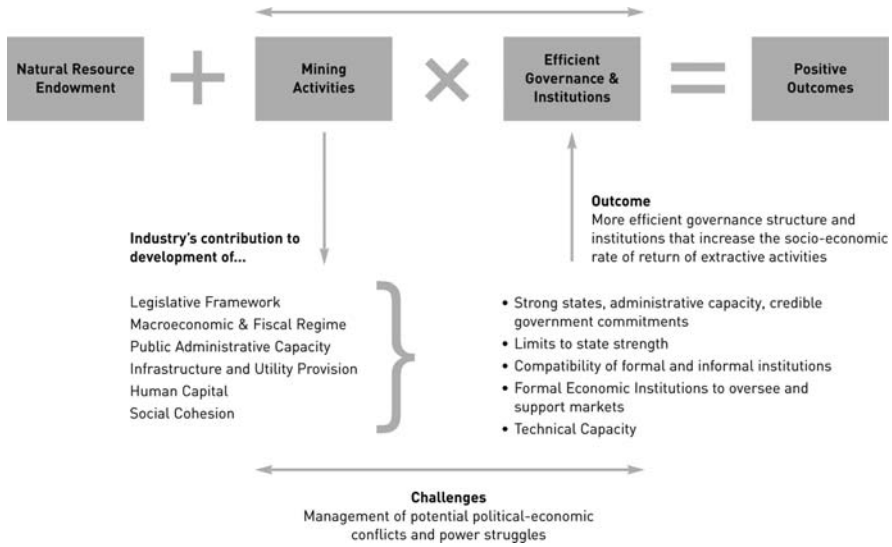 Natural Resource
Endowment
+
Mining
Activities
×
Efficient
Governance &
Institutions
=
Positive
Outcomes
Industry's contribution to
development of...
Legislative Framework
Macroeconomic & Fiscal Regime
Public Administrative Capacity
Infrastructure and Utility Provision
Human Capital
Social Cohesion
}
Outcome
More efficient governance structure and
institutions that increase the socio-economic
rate of return of extractive activities
• Strong states, administrative capacity, credible
government commitments
• Limits to state strength
• Compatibility of formal and informal institutions
• Formal Economic Institutions to oversee and
support markets
• Technical Capacity
Challenges
Management of potential political-economic
conflicts and power struggles